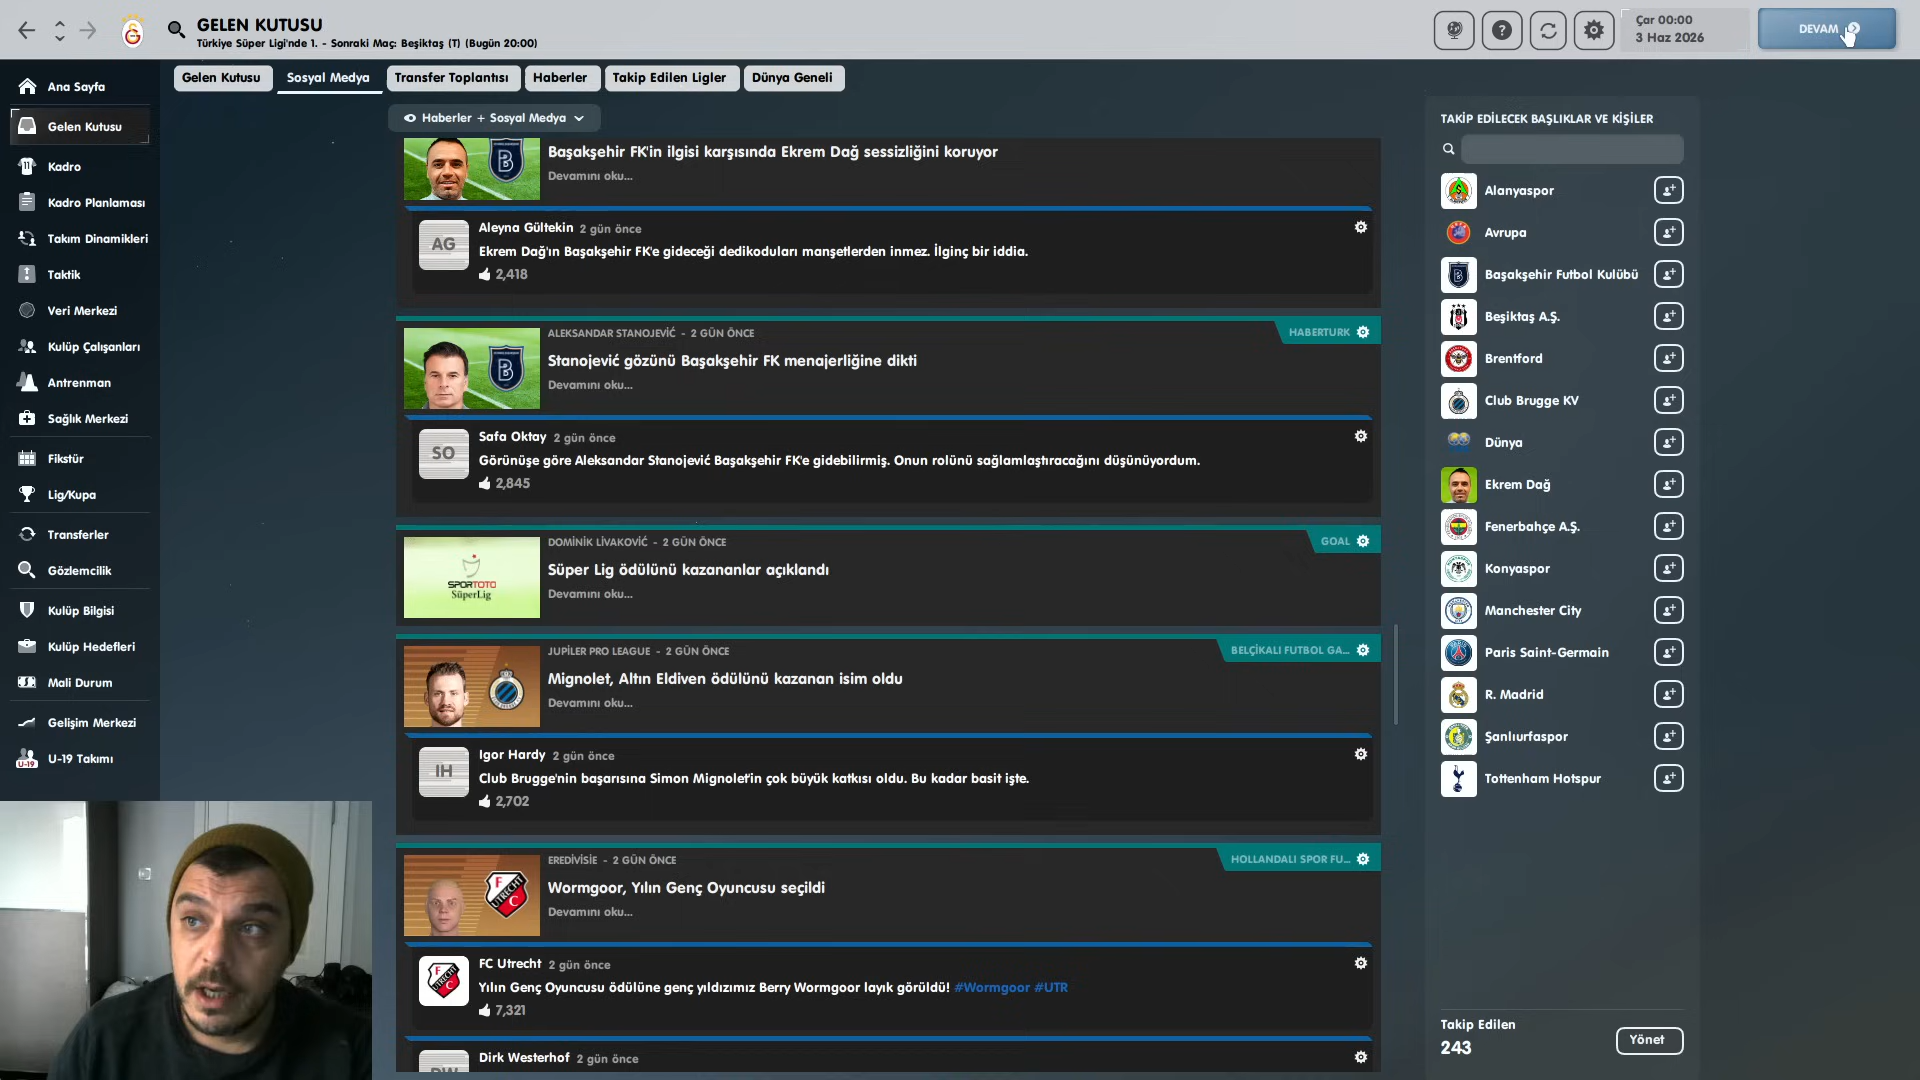 GELEN KUTUSU
Türkiye Süper Ligi'nde 1. - Sonraki Maç: Beşiktaş (T) (Bugün 20:00)
Çar 00:00
3 Haz 2026
DEVAM
Gelen Kutusu
Sosyal Medya
Transfer Toplantısı
Haberler
Takip Edilen Ligler
Dünya Geneli
Ana Sayfa
Gelen Kutusu
Kadro
Kadro Planlaması
Takım Dinamikleri
Taktik
Veri Merkezi
Kulüp Çalışanları
Antrenman
Sağlık Merkezi
Fikstür
Lig/Kupa
Transferler
Gözlemcilik
Kulüp Bilgisi
Kulüp Hedefleri
Mali Durum
Gelişim Merkezi
U-19
U-19 Takımı
Haberler + Sosyal Medya
Başakşehir FK'in ilgisi karşısında Ekrem Dağ sessizliğini koruyor
Devamını oku...
AG
Aleyna Gültekin 2 gün önce
Ekrem Dağ'ın Başakşehir FK'e gideceği dedikoduları manşetlerden inmez. İlginç bir iddia.
2,418
ALEKSANDAR STANOJEVİĆ - 2 GÜN ÖNCE
HABERTURK
Stanojević gözünü Başakşehir FK menajerliğine dikti
Devamını oku...
SO
Safa Oktay 2 gün önce
Görünüşe göre Aleksandar Stanojević Başakşehir FK'e gidebilirmiş. Onun rolünü sağlamlaştıracağını düşünüyordum.
2,845
DOMİNİK LİVAKOVİĆ - 2 GÜN ÖNCE
GOAL
SPORTOTO
SüperLig
Süper Lig ödülünü kazananlar açıklandı
Devamını oku...
JUPİLER PRO LEAGUE - 2 GÜN ÖNCE
BELÇİKALI FUTBOL GA...
Mignolet, Altın Eldiven ödülünü kazanan isim oldu
Devamını oku...
IH
Igor Hardy 2 gün önce
Club Brugge'nin başarısına Simon Mignolet'in çok büyük katkısı oldu. Bu kadar basit işte.
2,702
EREDİVİSİE - 2 GÜN ÖNCE
HOLLANDALI SPOR FU...
Wormgoor, Yılın Genç Oyuncusu seçildi
Devamını oku...
FC Utrecht 2 gün önce
Yılın Genç Oyuncusu ödülüne genç yıldızımız Berry Wormgoor layık görüldü! #Wormgoor #UTR
7,321
Dirk Westerhof 2 gün önce
TAKİP EDİLECEK BAŞLIKLAR VE KİŞİLER
Alanyaspor
Avrupa
Başakşehir Futbol Kulübü
Beşiktaş A.Ş.
Brentford
Club Brugge KV
Dünya
Ekrem Dağ
Fenerbahçe A.Ş.
Konyaspor
Manchester City
Paris Saint-Germain
R. Madrid
Şanlıurfaspor
Tottenham Hotspur
Takip Edilen
243
Yönet